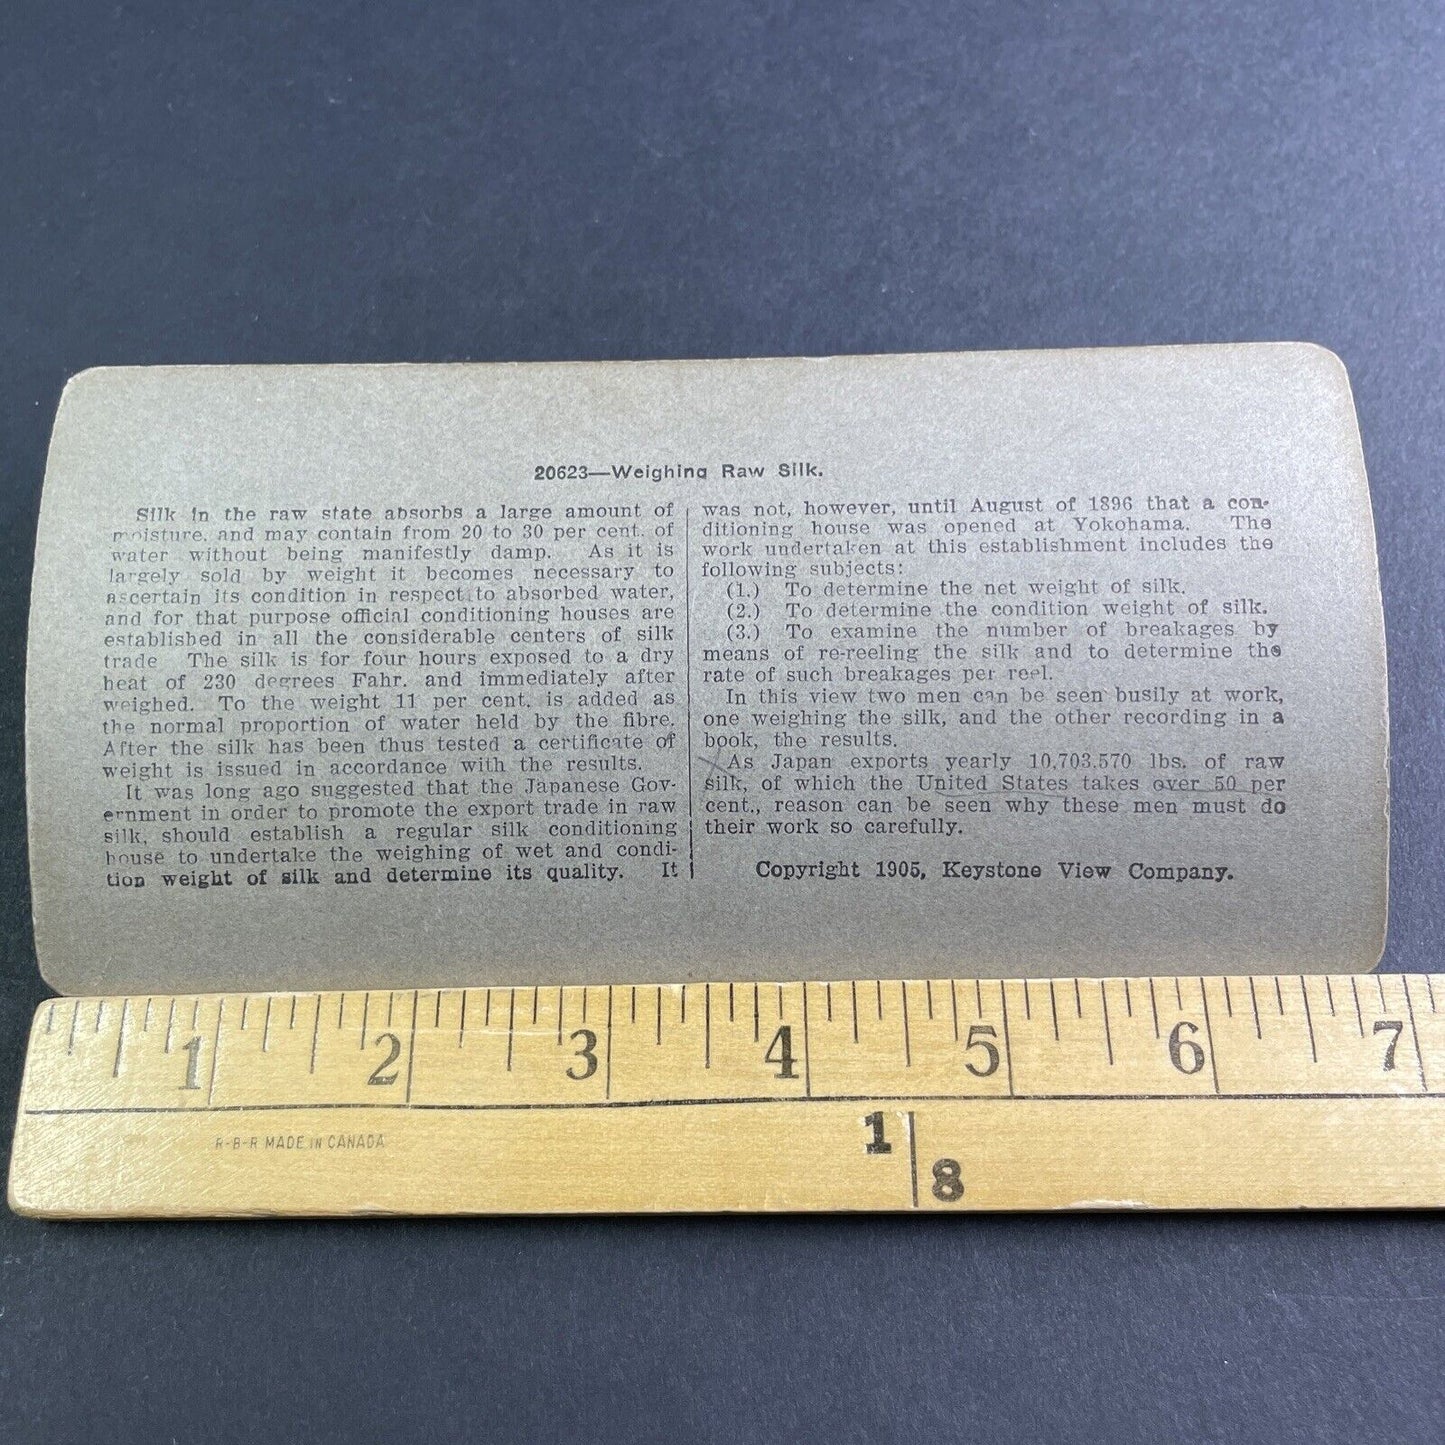 20623—Weighing Raw Silk.
Silk in the raw state absorbs a large amount of
moisture, and may contain from 20 to 30 per cent. of
water without being manifestly damp. As it is
largely sold by weight it becomes necessary to
ascertain its condition in respect to absorbed water,
and for that purpose official conditioning houses are
established in all the considerable centers of silk
trade The silk is for four hours exposed to a dry
heat of 230 degrees Fahr. and immediately after
weighed. To the weight 11 per cent. is added as
the normal proportion of water held by the fibre.
After the silk has been thus tested a certificate of
weight is issued in accordance with the results.
It was long ago suggested that the Japanese Gov-
ernment in order to promote the export trade in raw
silk, should establish a regular silk conditioning
house to undertake the weighing of wet and condi-
tion weight of silk and determine its quality. It
was not, however, until August of 1896 that a con-
ditioning house was opened at Yokohama. The
work undertaken at this establishment includes the
following subjects:
(1.) To determine the net weight of silk.
(2.) To determine the condition weight of silk.
(3.) To examine the number of breakages by
means of re-reeling the silk and to determine the
rate of such breakages per reel.
In this view two men can be seen busily at work,
one weighing the silk, and the other recording in a
book, the results.
As Japan exports yearly 10,703,570 lbs. of raw
silk, of which the United States takes over 50 per
cent., reason can be seen why these men must do
their work so carefully.
Copyright 1905, Keystone View Company.
1 2 3 4 5 6 7
R-B-R MADE IN CANADA
1
8